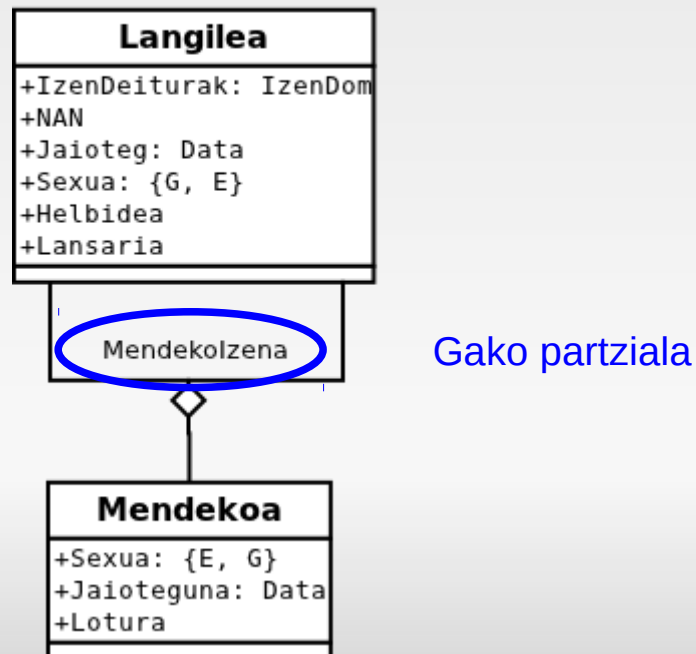 Langilea
+IzenDeiturak: IzenDom
+NAN
+Jaioteg: Data
+Sexua: {G, E}
+Helbidea
+Lansaria
MendekoIzena
Gako partziala
Mendekoa
+Sexua: {E, G}
+Jaioteguna: Data
+Lotura